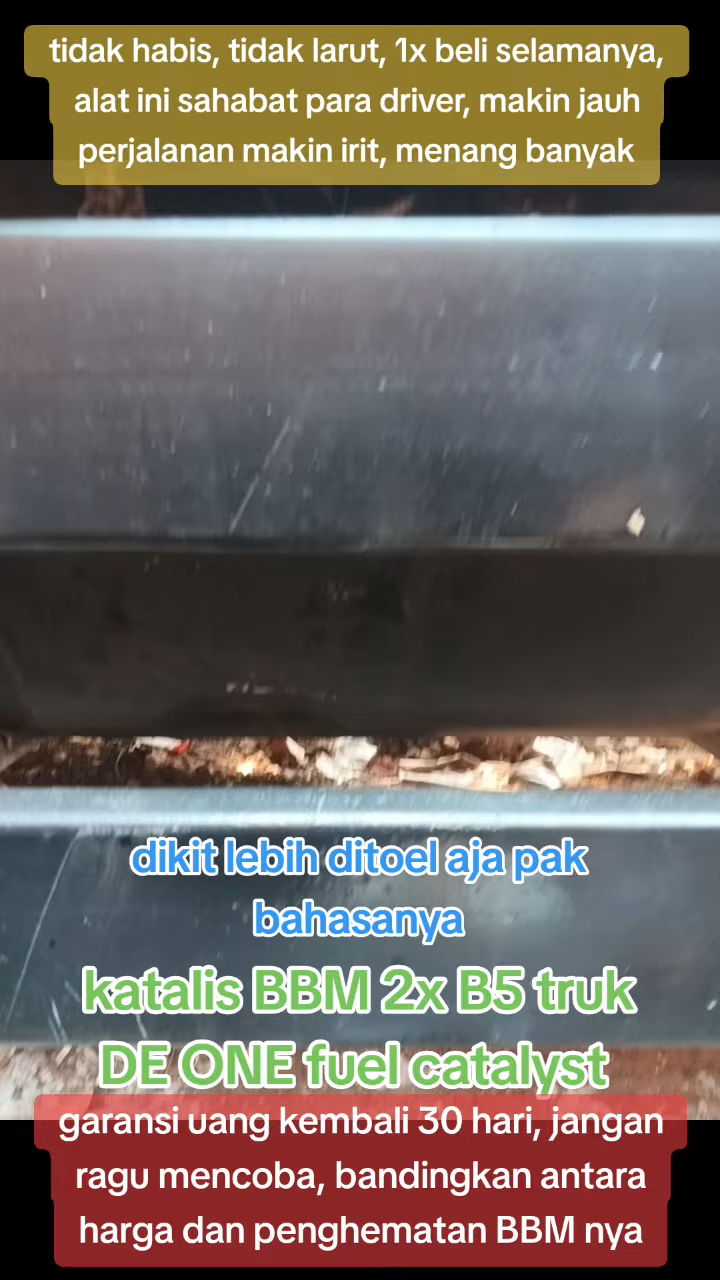 tidak habis, tidak larut, 1x beli selamanya,
alat ini sahabat para driver, makin jauh
perjalanan makin irit, menang banyak
dikit lebih ditoel aja pak
bahasanya
katalis BBM 2x B5 truk
DE ONE fuel catalyst
garansi uang kembali 30 hari, jangan
ragu mencoba, bandingkan antara
harga dan penghematan BBM nya